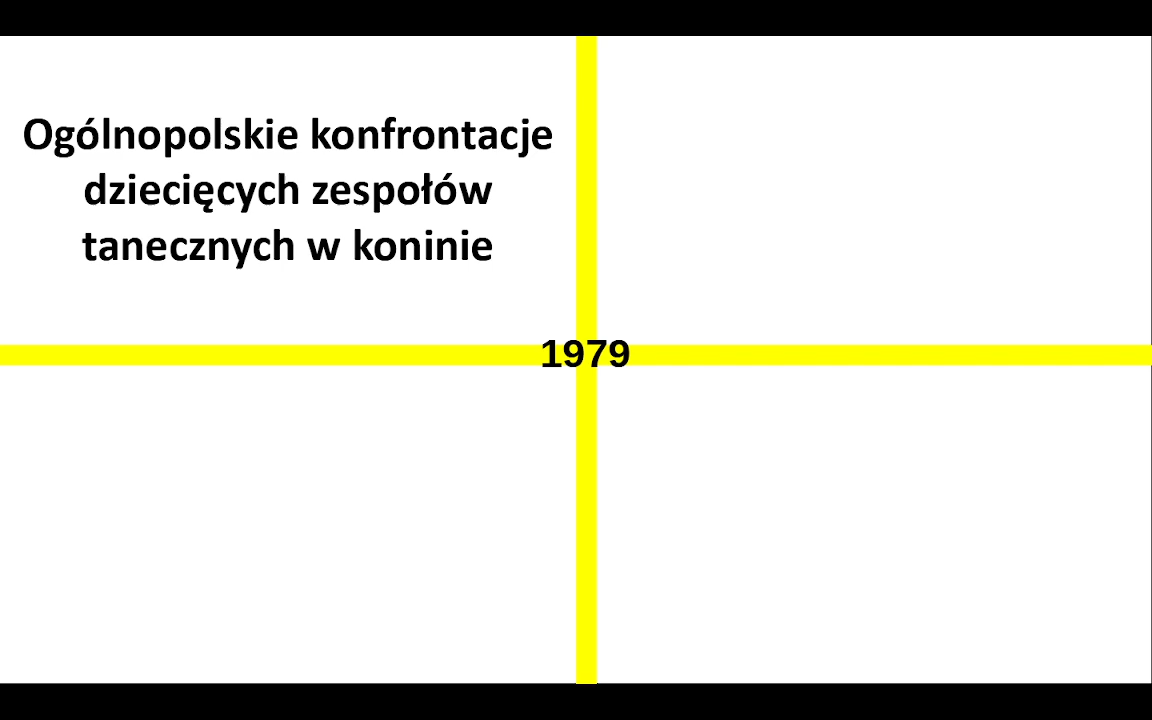 Ogólnopolskie konfrontacje
dziecięcych zespołów
tanecznych w koninie
1979